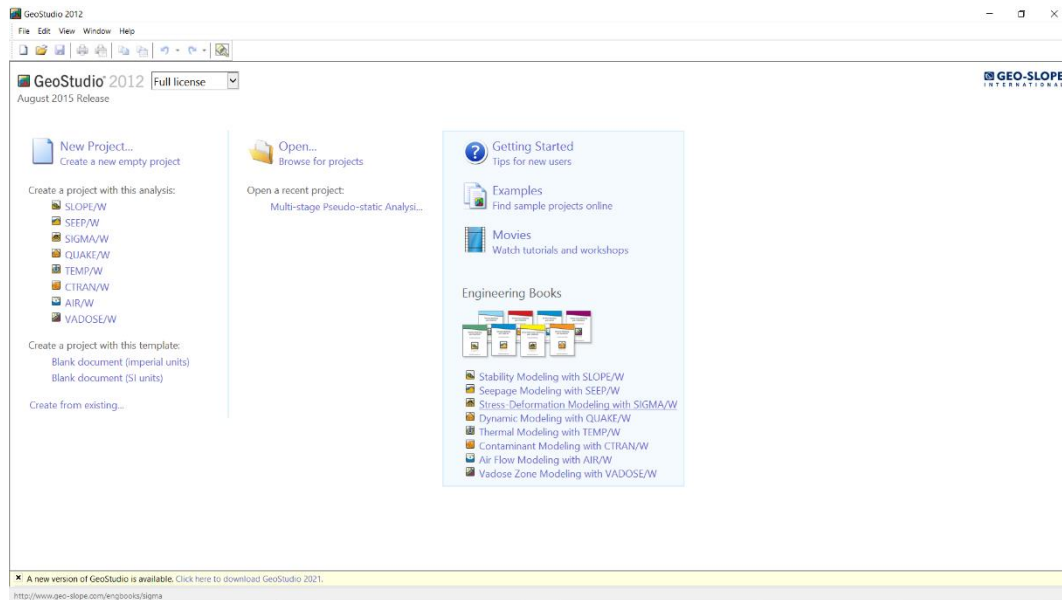 GeoStudio 2012
File Edit View Window Help
GeoStudio 2012 Full license
August 2015 Release
GEO-SLOPE
INTERNATIONAL
New Project...
Create a new empty project
Create a project with this analysis:
SLOPE/W
SEEP/W
SIGMA/W
QUAKE/W
TEMP/W
CTRAN/W
AIR/W
VADOSE/W
Create a project with this template:
Blank document (imperial units)
Blank document (SI units)
Create from existing...
Open...
Browse for projects
Open a recent project:
Multi-stage Pseudo-static Analysi...
Getting Started
Tips for new users
Examples
Find sample projects online
Movies
Watch tutorials and workshops
Engineering Books
Stability Modeling with SLOPE/W
Seepage Modeling with SEEP/W
Stress-Deformation Modeling with SIGMA/W
Dynamic Modeling with QUAKE/W
Thermal Modeling with TEMP/W
Contaminant Modeling with CTRAN/W
Air Flow Modeling with AIR/W
Vadose Zone Modeling with VADOSE/W
A new version of GeoStudio is available. Click here to download GeoStudio 2021.
http://www.geo-slope.com/engbooks/sigma